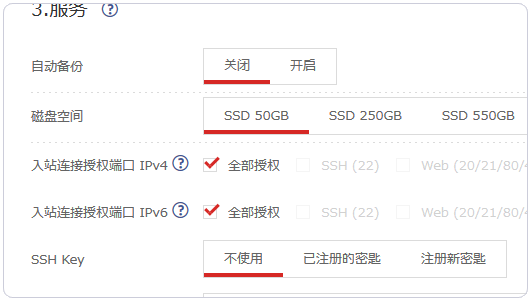 3.服务 ?
自动备份 关闭 开启
磁盘空间 SSD 50GB SSD 250GB SSD 550GB
入站连接授权端口 IPv4 ? 全部授权 SSH (22) Web (20/21/80/4
入站连接授权端口 IPv6 ? 全部授权 SSH (22) Web (20/21/80/4
SSH Key 不使用 已注册的密匙 注册新密匙